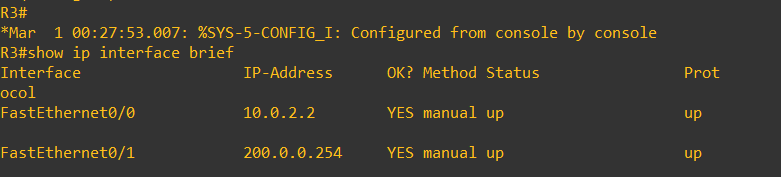 R3#
*Mar  1 00:27:53.007: %SYS-5-CONFIG_I: Configured from console by console
R3#show ip interface brief
Interface                  IP-Address      OK? Method Status                Prot
ocol
FastEthernet0/0            10.0.2.2        YES manual up                    up
FastEthernet0/1            200.0.0.254     YES manual up                    up